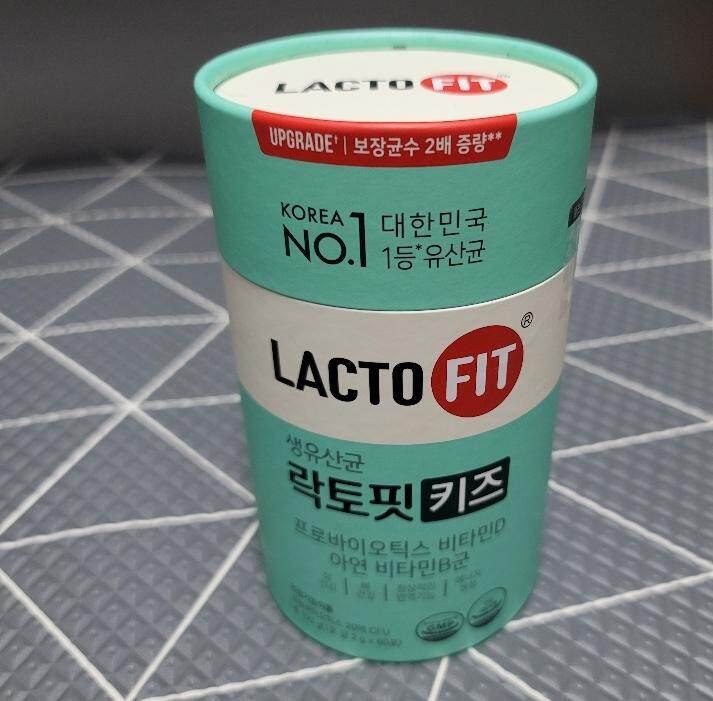 LACTO FIT
UPGRADE† | 보장균수 2배 증량**
KOREA NO.1
대한민국
1등*유산균
LACTO FIT®
생유산균
락토핏 키즈
프로바이오틱스 비타민D
아연 비타민B군
GMP